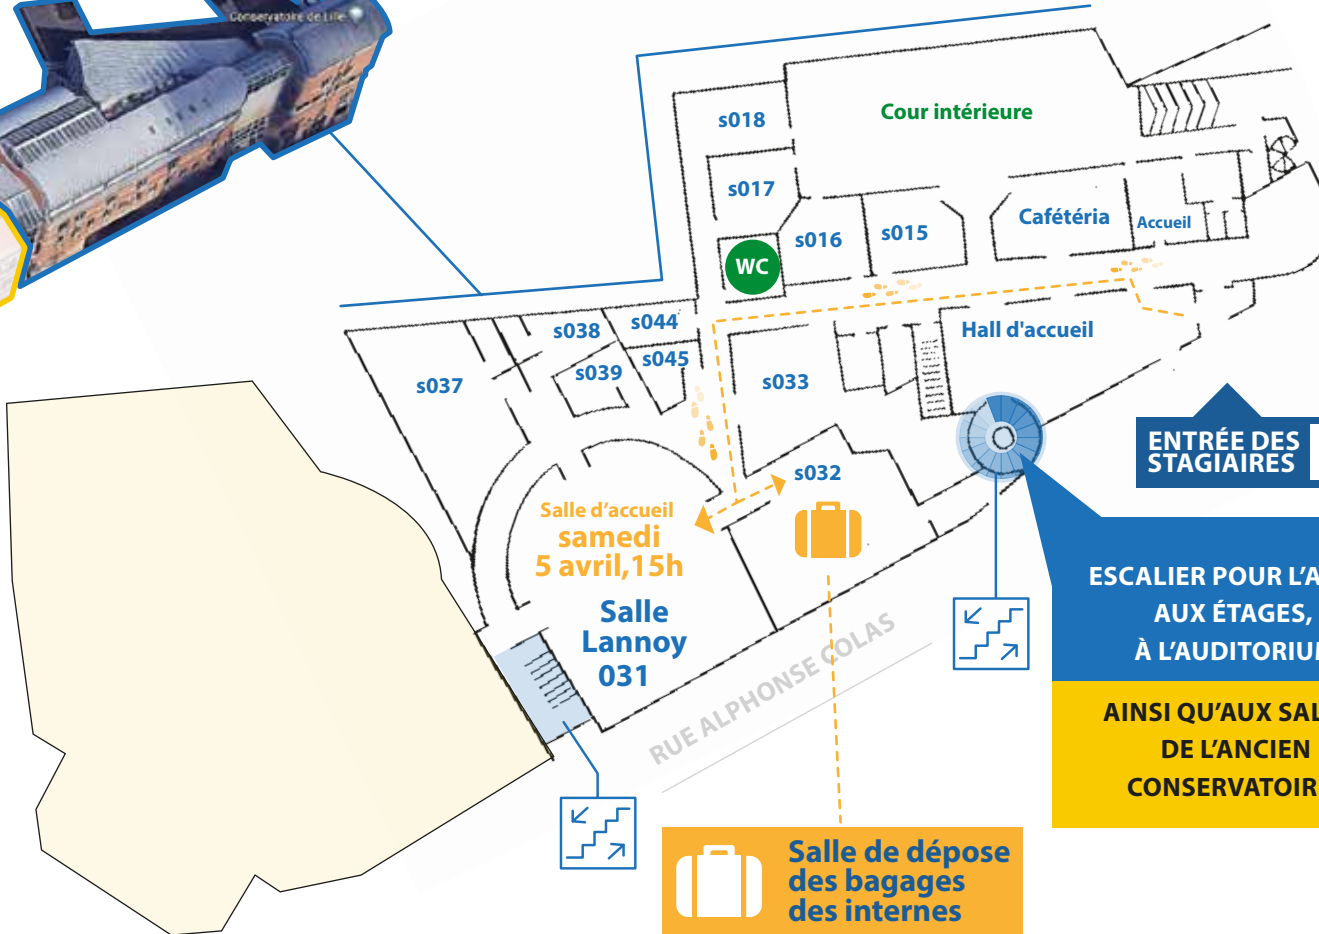 Conservatoire de Lille
s018
Cour intérieure
s017
s016
s015
Cafétéria
Accueil
WC
s038
s044
s045
s039
s037
s033
Hall d'accueil
s032
ENTRÉE DES
STAGIAIRES
Salle d'accueil
samedi
5 avril,15h
Salle
Lannoy
031
RUE ALPHONSE COLAS
ESCALIER POUR L'A
AUX ÉTAGES,
À L'AUDITORIU
AINSI QU'AUX SAL
DE L'ANCIEN
CONSERVATOIR
Salle de dépose
des bagages
des internes